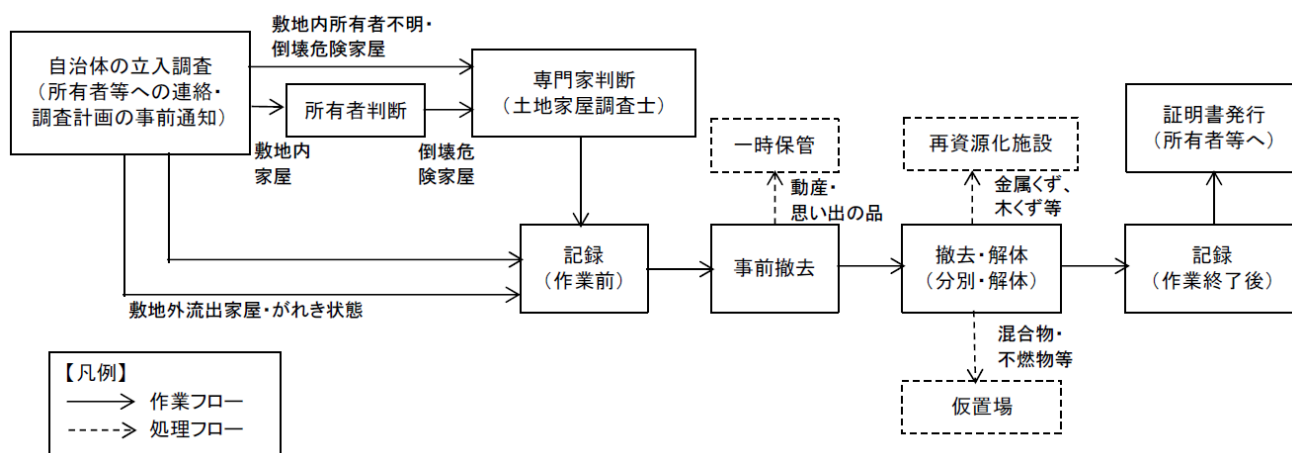 敷地内所有者不明・
倒壊危険家屋
自治体の立入調査
(所有者等への連絡・
調査計画の事前通知)
所有者判断
専門家判断
(土地家屋調査士)
敷地内
家屋
倒壊危
険家屋
一時保管
動産・
思い出の品
再資源化施設
金属くず、
木くず等
証明書発行
(所有者等へ)
記録
(作業前)
事前撤去
撤去・解体
(分別・解体)
記録
(作業終了後)
敷地外流出家屋・がれき状態
混合物・
不燃物等
仮置場
【凡例】
作業フロー
処理フロー